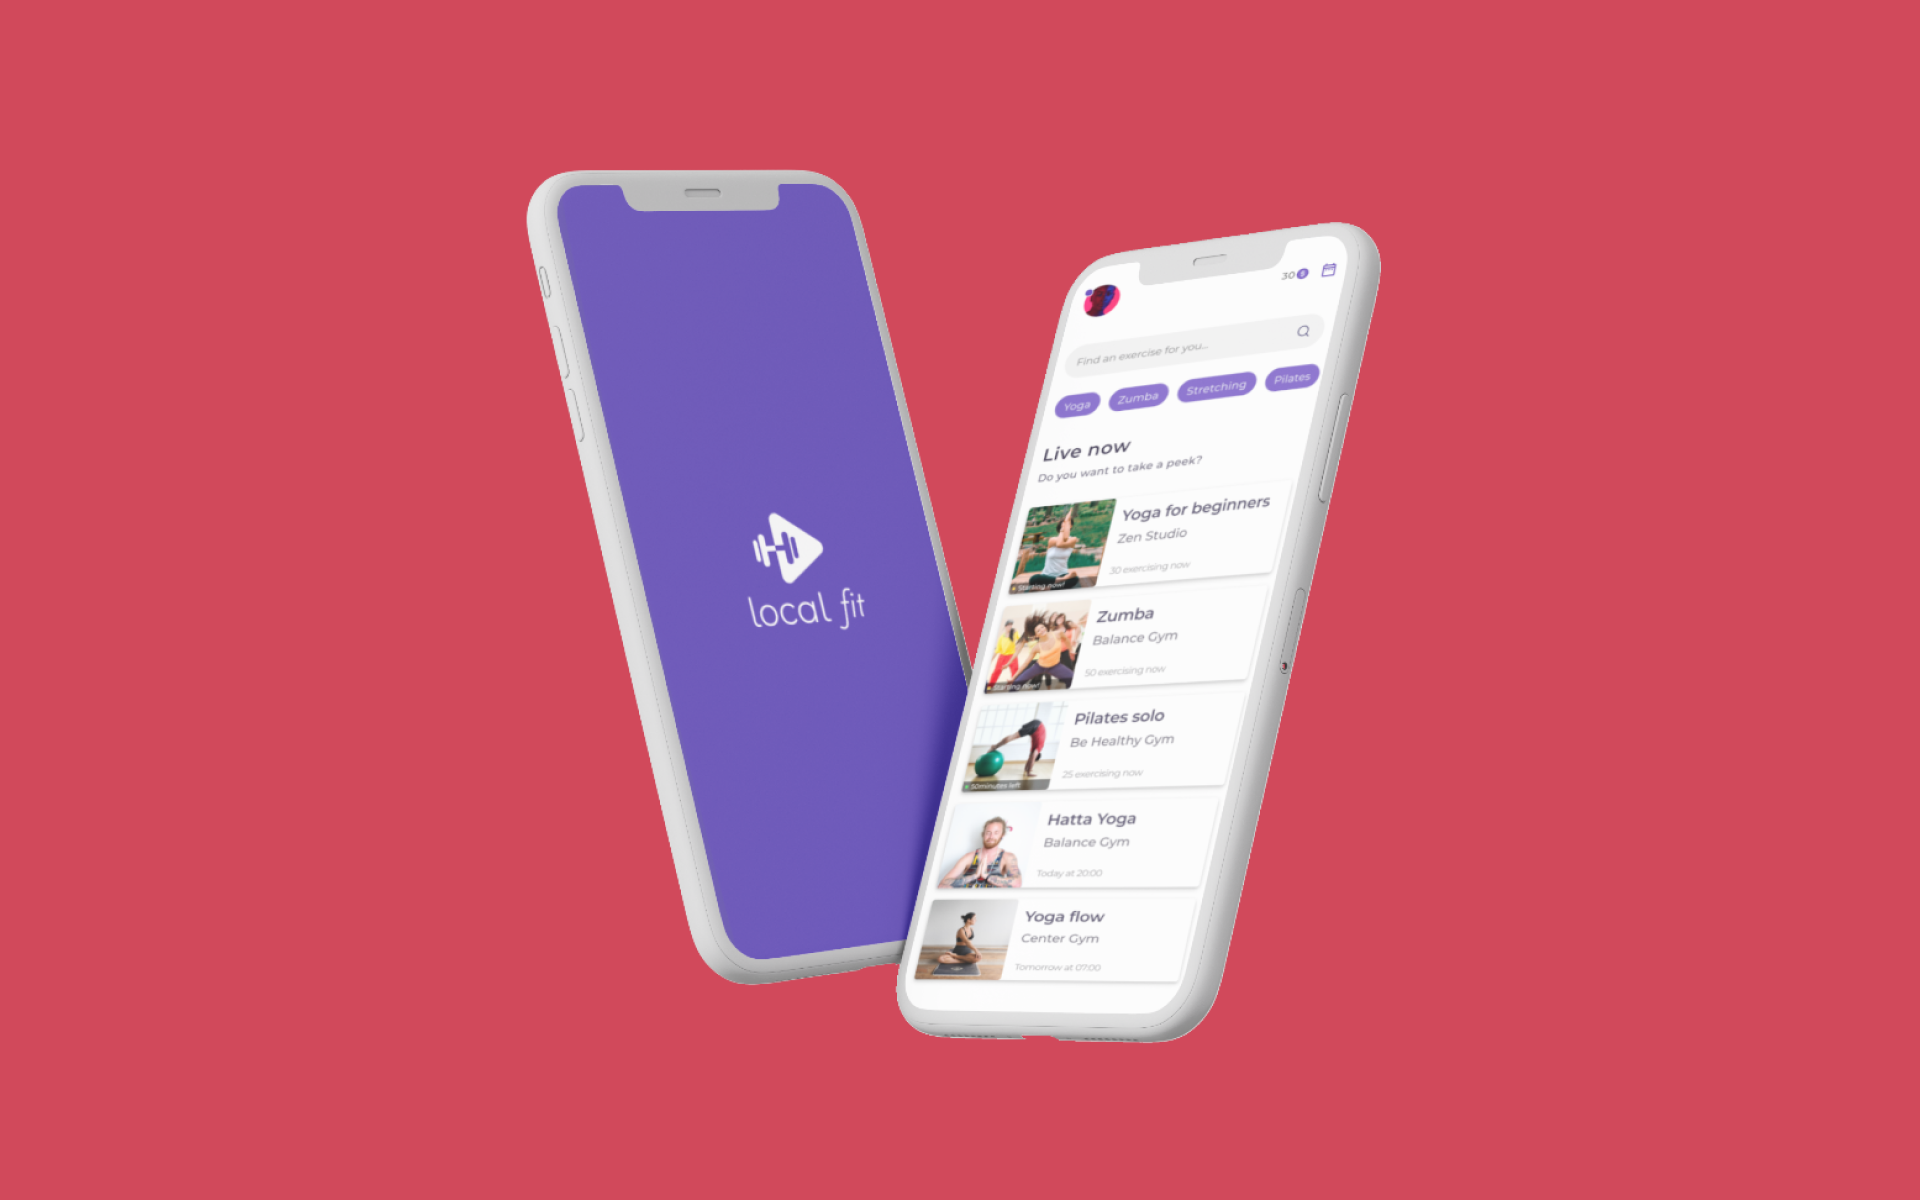 local fit
30
Find an exercise for you...
Yoga
Zumba
Stretching
Pilates
Live now
Do you want to take a peek?
Yoga for beginners
Zen Studio
30 exercising now
Starting now!
Zumba
Balance Gym
50 exercising now
Starting now!
Pilates solo
Be Healthy Gym
25 exercising now
30minutes left
Hatta Yoga
Balance Gym
Today at 20:00
Yoga flow
Center Gym
Tomorrow at 07:00